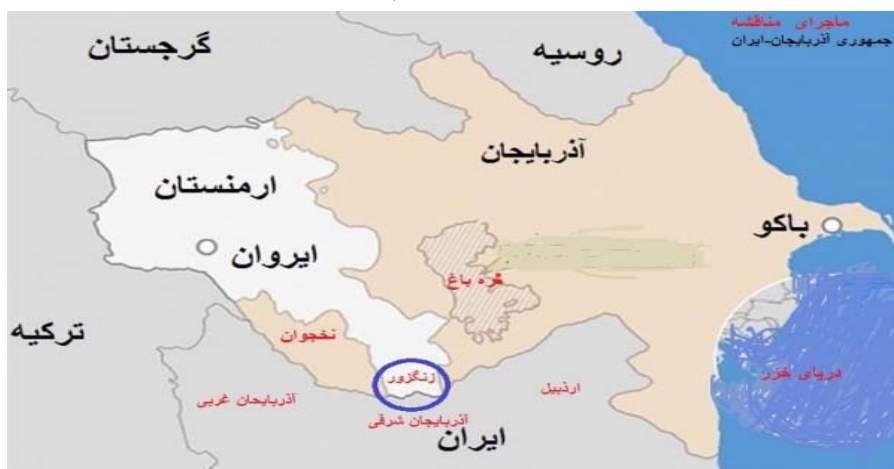 ماجرای مناقشه
جمهوری آذربایجان-ایران
روسیه
گرجستان
آذربایجان
ارمنستان
باکو
ایروان
قره باغ
نخجوان
ترکیه
زنگزور
دریای خزر
اردبیل
آذربایجان غربی
آذربایجان شرقی
ایران